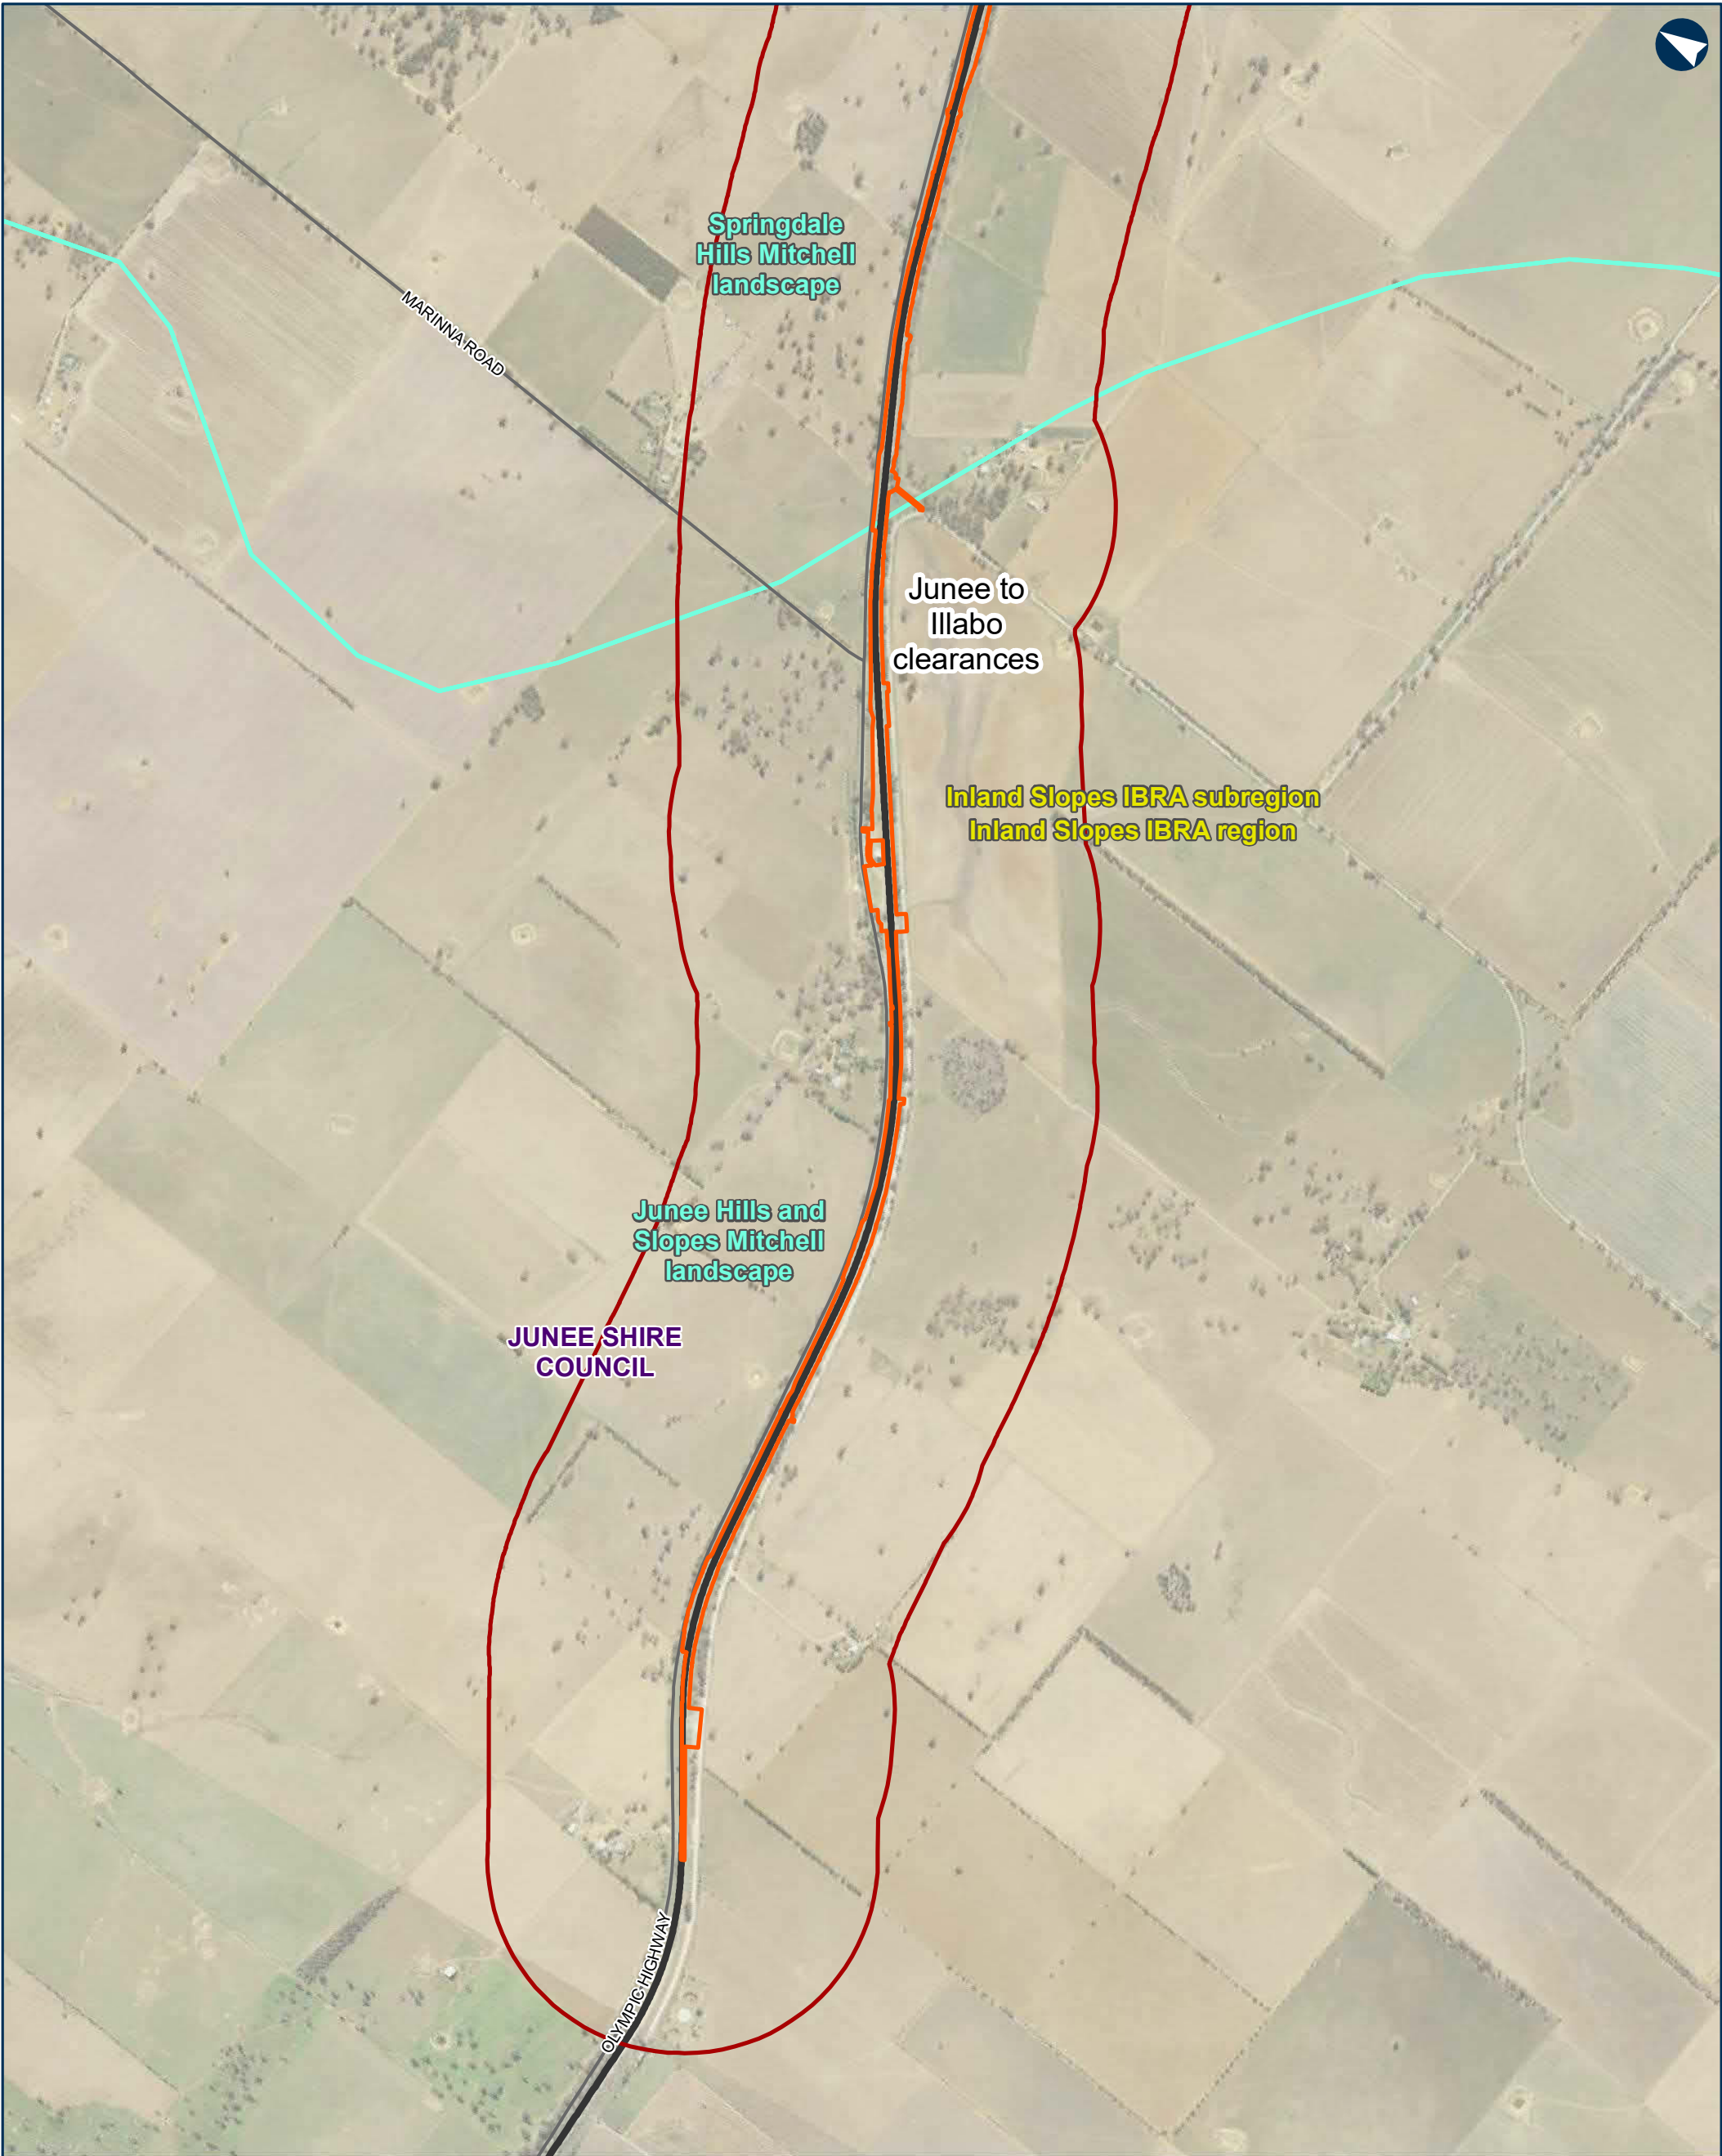 Springdale
Hills Mitchell
landscape
MARINNA ROAD
Junee to
Illabo
clearances
Inland Slopes IBRA subregion
Inland Slopes IBRA region
Junee Hills and
Slopes Mitchell
landscape
JUNEE SHIRE
COUNCIL
OLYMPIC HIGHWAY